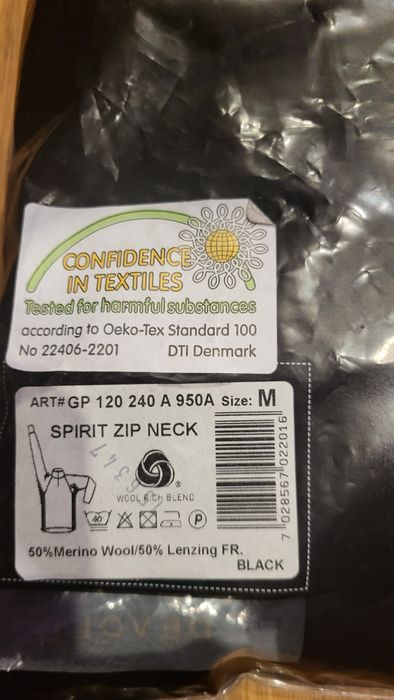 CONFIDENCE
IN TEXTILES
Tested for harmful substances
according to Oeko-Tex Standard 100
No 22406-2201 DTI Denmark
ART# GP 120 240 A 950A Size: M
SPIRIT ZIP NECK
WOOL RICH BLEND
40 P
50%Merino Wool/50% Lenzing FR.
BLACK
7 028567 022016